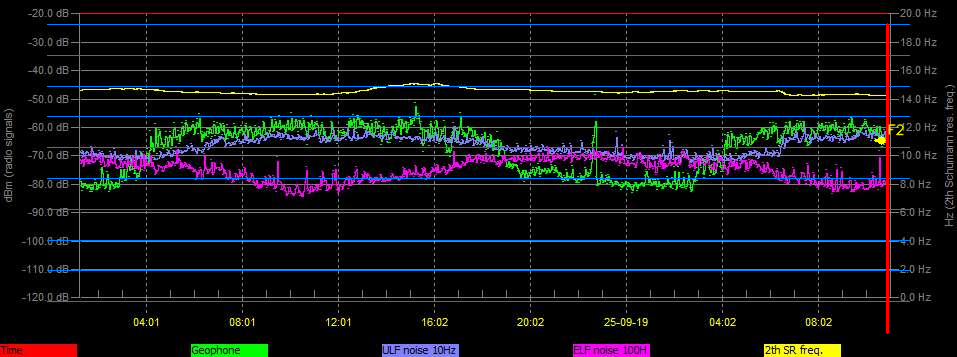 -20.0 dB 20.0 Hz
-30.0 dB 18.0 Hz
-40.0 dB 16.0 Hz
-50.0 dB 14.0 Hz
-60.0 dB 12.0 Hz
F2
-70.0 dB 10.0 Hz
-80.0 dB 8.0 Hz
-90.0 dB 6.0 Hz
-100.0 dB 4.0 Hz
-110.0 dB 2.0 Hz
-120.0 dB 0.0 Hz
dBm (radio signals)
Hz (2th Schumann res. freq.)
04:01 08:01 12:01 16:02 20:02 25-09-19 04:02 08:02
Time Geophone ULF noise 10Hz ELF noise 100H 2th SR freq.